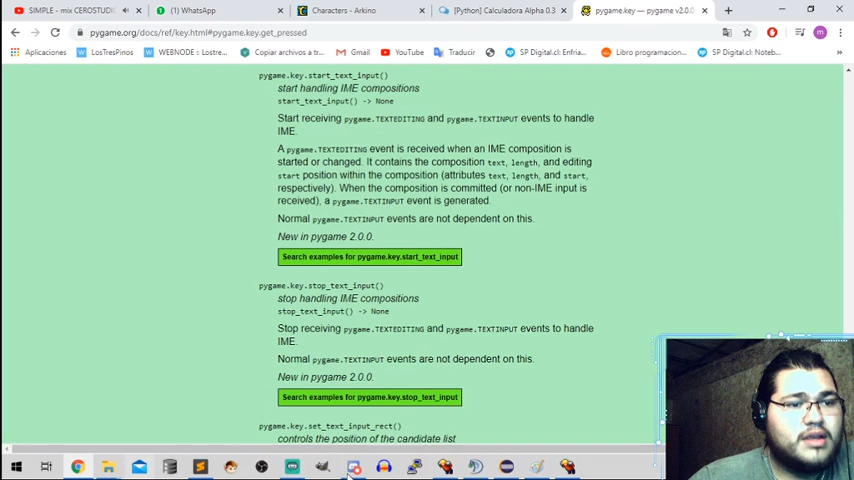 SIMPLE - mix CEROSTUDI
(1) WhatsApp
Characters - Arkino
[Python] Calculadora Alpha 0.3
pygame.key — pygame v2.0.0
pygame.org/docs/ref/key.html#pygame.key.get_pressed
Aplicaciones
LosTresPinos
WEBNODE :: Lostre...
Copiar archivos a tr...
Gmail
YouTube
Traducir
SP Digital.cl: Enfria...
Libro programacion...
SP Digital.cl: Noteb...
pygame.key.start_text_input()
start handling IME compositions
start_text_input() -> None
Start receiving pygame.TEXTEDITING and pygame.TEXTINPUT events to handle
IME.
A pygame.TEXTEDITING event is received when an IME composition is
started or changed. It contains the composition text, length, and editing
start position within the composition (attributes text, length, and start,
respectively). When the composition is committed (or non-IME input is
received), a pygame.TEXTINPUT event is generated.
Normal pygame.TEXTINPUT events are not dependent on this.
New in pygame 2.0.0.
Search examples for pygame.key.start_text_input
pygame.key.stop_text_input()
stop handling IME compositions
stop_text_input() -> None
Stop receiving pygame.TEXTEDITING and pygame.TEXTINPUT events to handle
IME.
Normal pygame.TEXTINPUT events are not dependent on this.
New in pygame 2.0.0.
Search examples for pygame.key.stop_text_input
pygame.key.set_text_input_rect()
controls the position of the candidate list